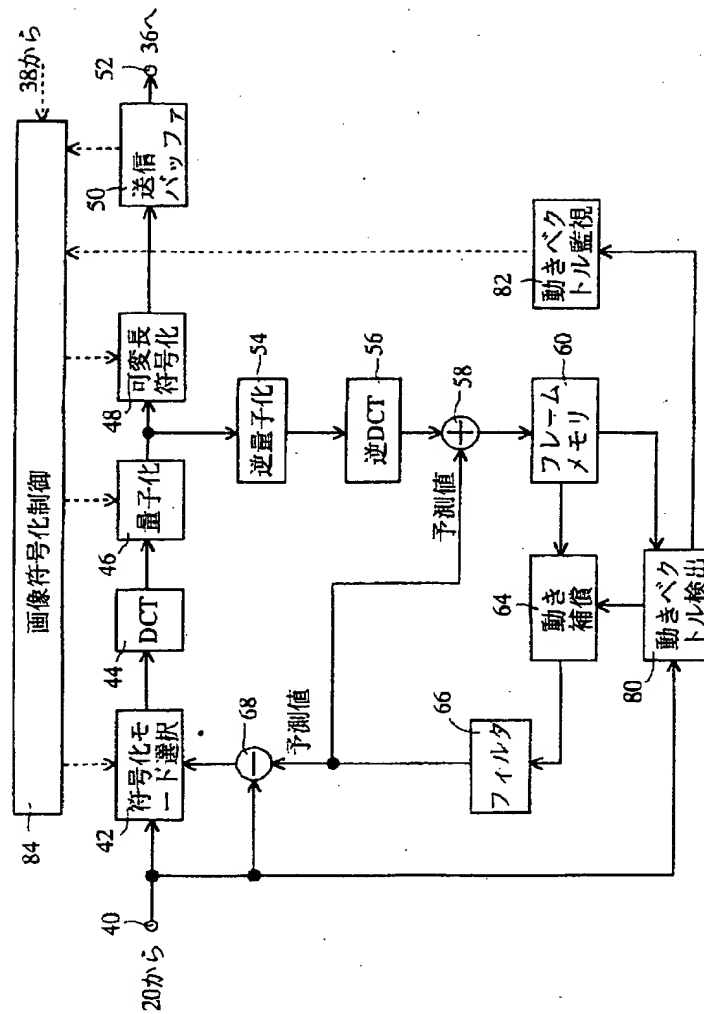 38から
画像符号化制御
84
20から
40
42
符号化モ
ード選択
44
DCT
46
量子化
48
可変長
符号化
50
送信
バッファ
52
36へ
68
予測値
54
逆量子化
56
逆DCT
58
予測値
60
フレーム
メモリ
64
動き
補償
66
フィルタ
80
動きベク
トル検出
82
動きベク
トル監視